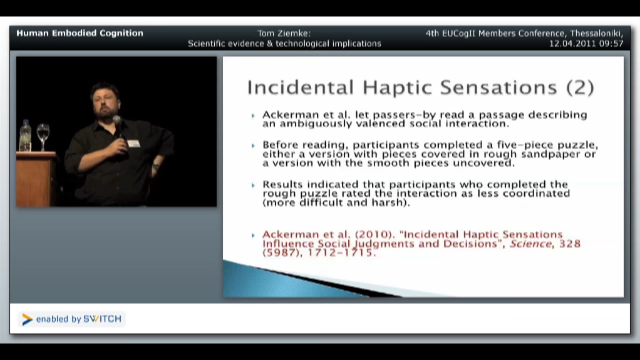 Human Embodied Cognition
Tom Ziemke:
Scientific evidence & technological implications
4th EUCogII Members Conference, Thessaloniki,
12.04.2011 09:57
Incidental Haptic Sensations (2)
Ackerman et al. let passers-by read a passage describing
an ambiguously valenced social interaction.
Before reading, participants completed a five-piece puzzle,
either a version with pieces covered in rough sandpaper or
a version with the smooth pieces uncovered.
Results indicated that participants who completed the
rough puzzle rated the interaction as less coordinated
(more difficult and harsh).
Ackerman et al. (2010). "Incidental Haptic Sensations
Influence Social Judgments and Decisions", Science, 328
(5987), 1712-1715.
enabled by SWITCH